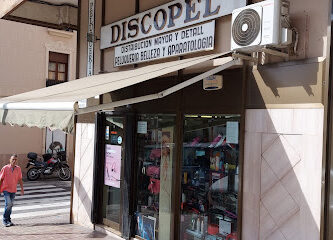 DISCOPEL
DISTRIBUCION MAYOR Y DETALL
PELUQUERIA BELLEZA Y APARATOLOGIA